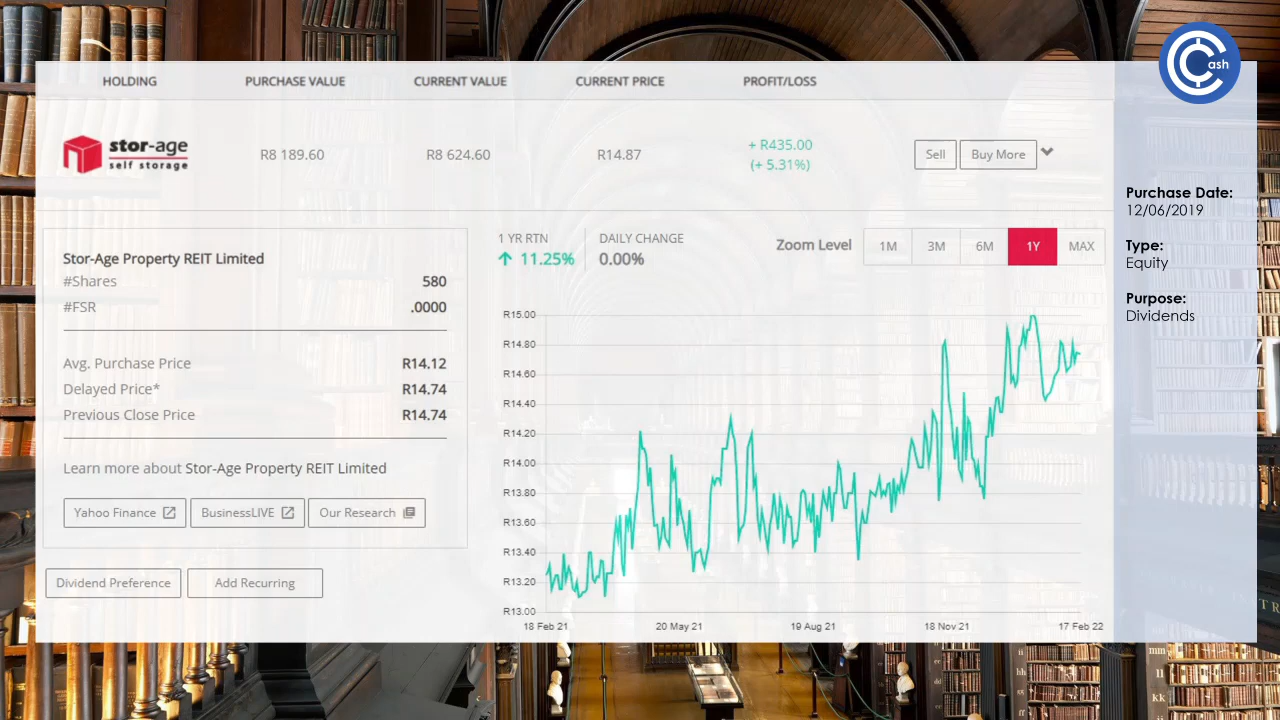 HOLDING PURCHASE VALUE CURRENT VALUE CURRENT PRICE PROFIT/LOSS
stor-age
self storage
R8 189.60 R8 624.60 R14.87
+ R435.00
(+ 5.31%)
Sell Buy More
Stor-Age Property REIT Limited
#Shares 580
#FSR .0000
Avg. Purchase Price R14.12
Delayed Price* R14.74
Previous Close Price R14.74
Learn more about Stor-Age Property REIT Limited
Yahoo Finance BusinessLIVE Our Research
Dividend Preference Add Recurring
1 YR RTN DAILY CHANGE
11.25% 0.00%
Zoom Level 1M 3M 6M 1Y MAX
R15.00
R14.80
R14.60
R14.40
R14.20
R14.00
R13.80
R13.60
R13.40
R13.20
R13.00
18 Feb 21 20 May 21 19 Aug 21 18 Nov 21 17 Feb 22
Cash
Purchase Date:
12/06/2019
Type:
Equity
Purpose:
Dividends
mm
ll
kk
hh